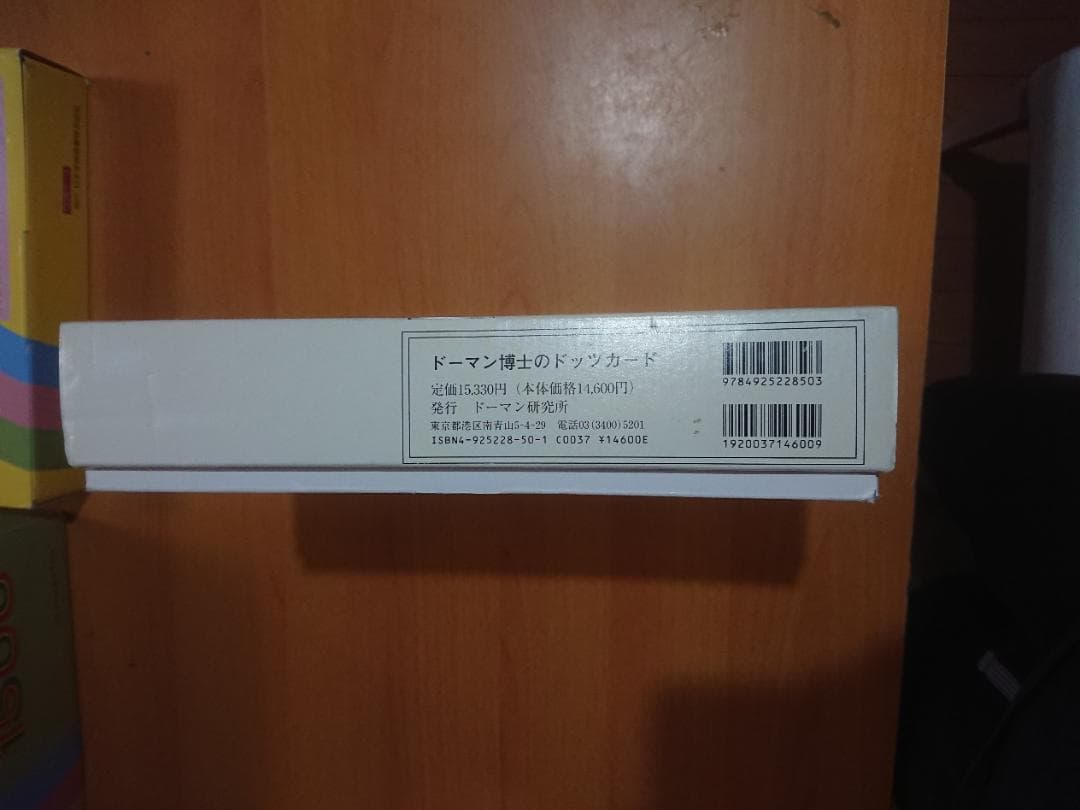 ドーマン博士のドッツカード
定価15,330円（本体価格14,600円）
発行　ドーマン研究所
東京都港区南青山5-4-29　電話03(3400)5201
ISBN4-925228-50-1 C0037 ¥14600E
9784925228503
1920037146009